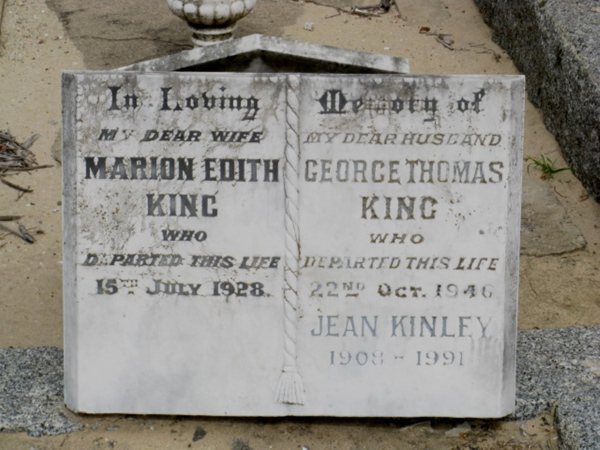 In Loving
MY DEAR WIFE
MARION EDITH
KING
WHO
DEPARTED THIS LIFE
15TH JULY 1928.
Memory of
MY DEAR HUSBAND
GEORGE THOMAS
KING
WHO
DEPARTED THIS LIFE
22ND OCT. 1946
JEAN KINLEY
1908 - 1991